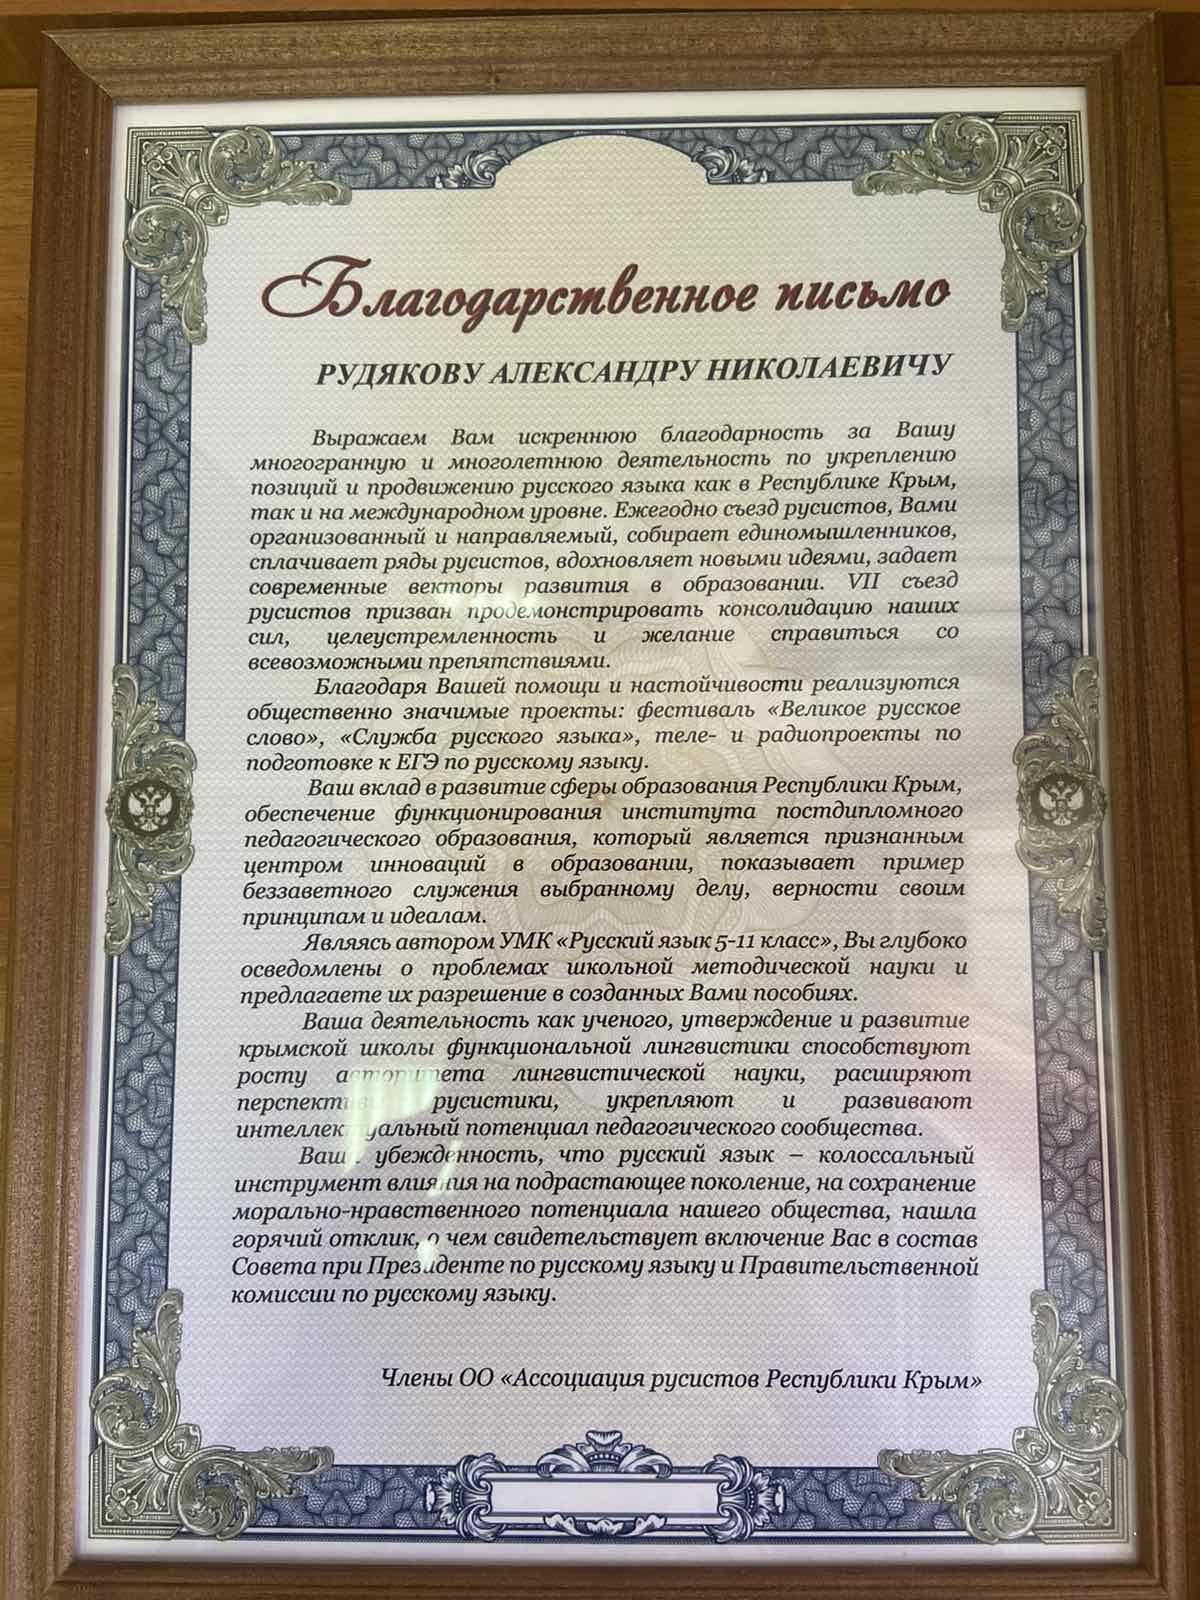 Благодарственное письмо
РУДЯКОВУ АЛЕКСАНДРУ НИКОЛАЕВИЧУ
Выражаем Вам искреннюю благодарность за Вашу
многогранную и многолетнюю деятельность по укреплению
позиций и продвижению русского языка как в Республике Крым,
так и на международном уровне. Ежегодно съезд русистов, Вами
организованный и направляемый, собирает единомышленников,
сплачивает ряды русистов, вдохновляет новыми идеями, задает
современные векторы развития в образовании. VII съезд
русистов призван продемонстрировать консолидацию наших
сил, целеустремленность и желание справиться со
всевозможными препятствиями.
Благодаря Вашей помощи и настойчивости реализуются
общественно значимые проекты: фестиваль «Великое русское
слово», «Служба русского языка», теле- и радиопроекты по
подготовке к ЕГЭ по русскому языку.
Ваш вклад в развитие сферы образования Республики Крым,
обеспечение функционирования института постдипломного
педагогического образования, который является признанным
центром инноваций в образовании, показывает пример
беззаветного служения выбранному делу, верности своим
принципам и идеалам.
Являясь автором УМК «Русский язык 5-11 класс», Вы глубоко
осведомлены о проблемах школьной методической науки и
предлагаете их разрешение в созданных Вами пособиях.
Ваша деятельность как ученого, утверждение и развитие
крымской школы функциональной лингвистики способствуют
росту авторитета лингвистической науки, расширяют
русистики, укрепляют и развивают
интеллектуальный потенциал педагогического сообщества.
Ваша убежденность, что русский язык – колоссальный
инструмент влияния на подрастающее поколение, на сохранение
морально-нравственного потенциала нашего общества, нашла
горячий отклик, о чем свидетельствует включение Вас в состав
Совета при Президенте по русскому языку и Правительственной
комиссии по русскому языку.
Члены ОО «Ассоциация русистов Республики Крым»